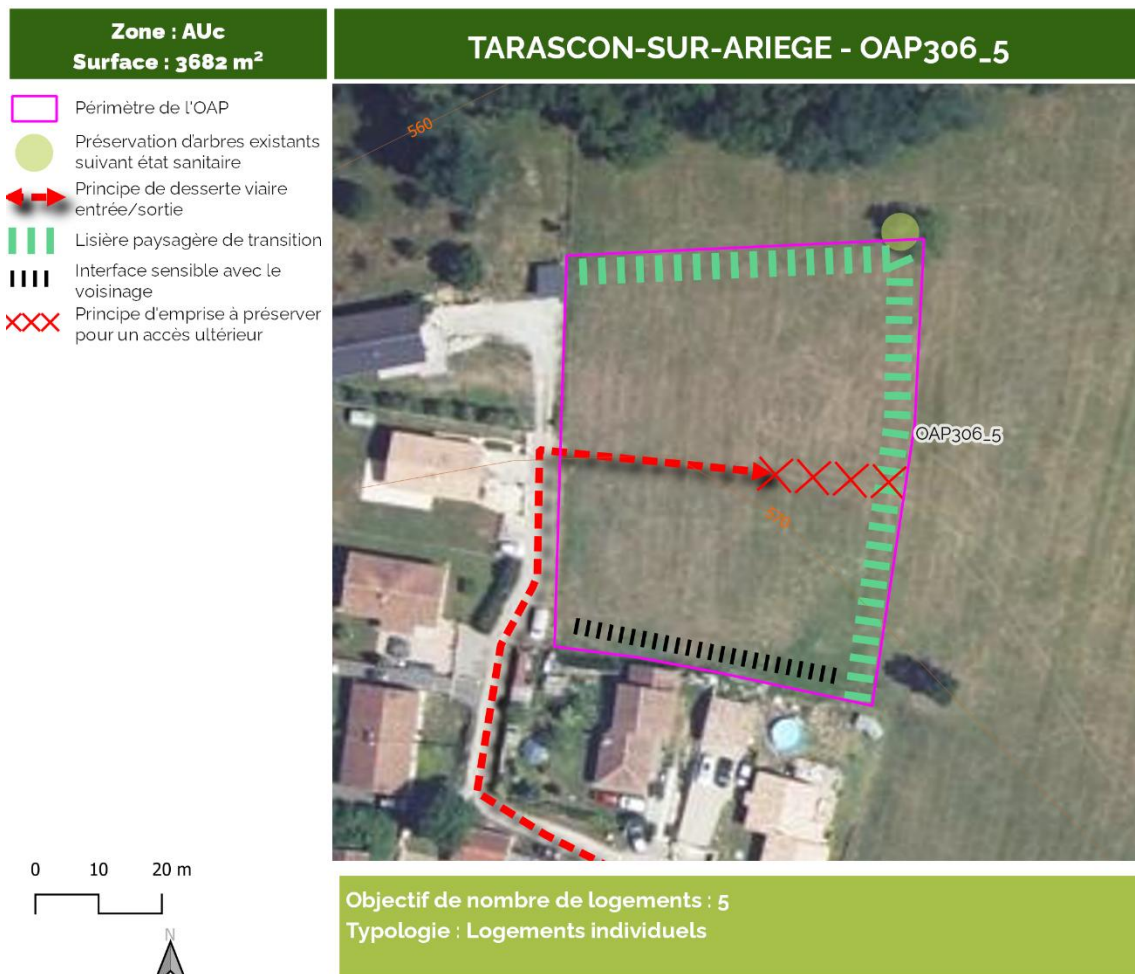 Zone : AUc
Surface : 3682 m²
TARASCON-SUR-ARIEGE - OAP306_5
Périmètre de l'OAP
Préservation d'arbres existants
suivant état sanitaire
Principe de desserte viaire
entrée/sortie
Lisière paysagère de transition
Interface sensible avec le
voisinage
Principe d'emprise à préserver
pour un accès ultérieur
560
OAP306_5
570
0 10 20 m
N
Objectif de nombre de logements : 5
Typologie : Logements individuels